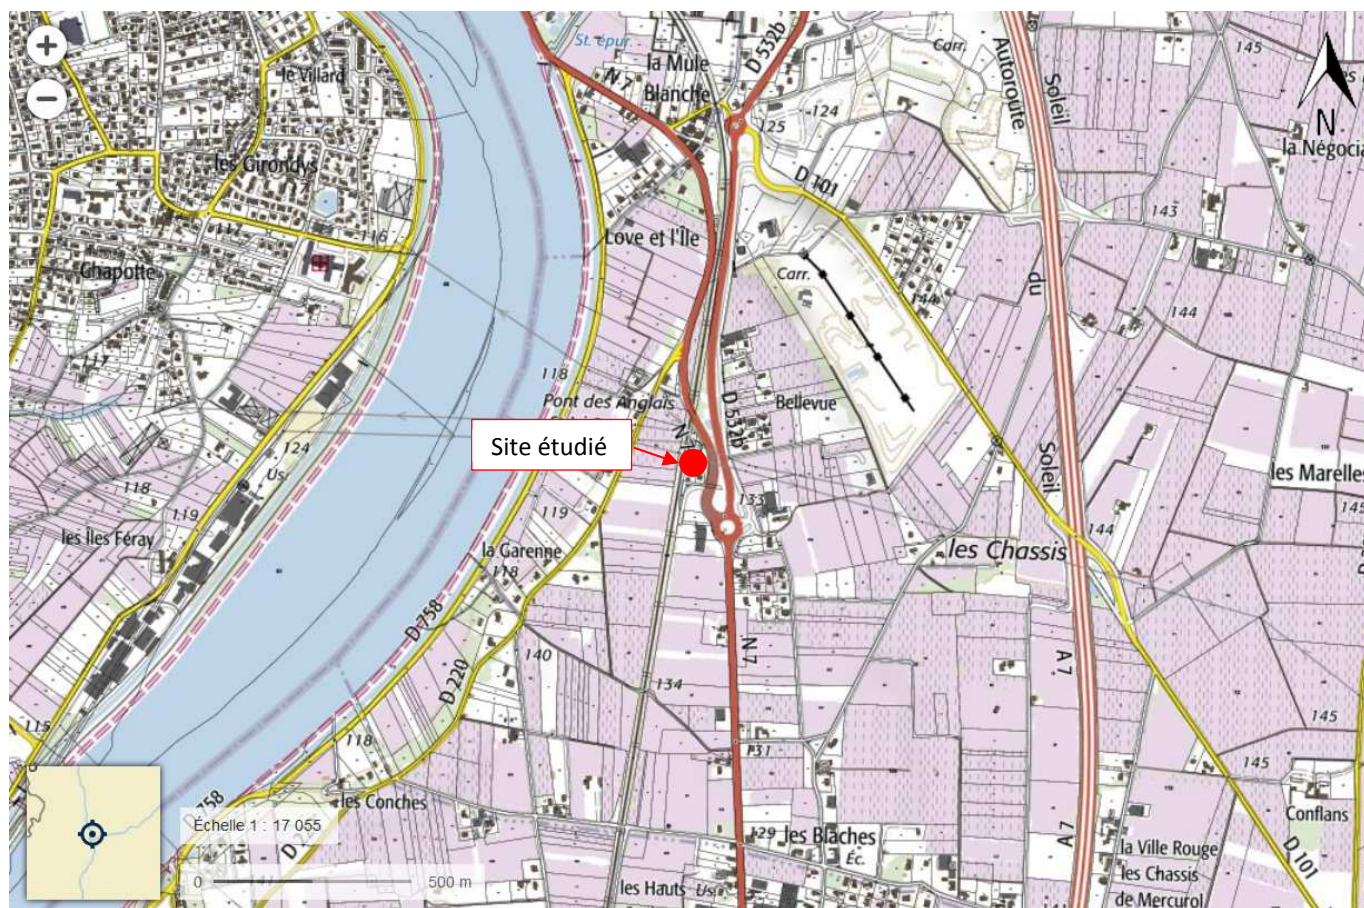 St. épur.
la Mule
Blanche
N 7
D 532b
Carr.
Autoroute
Soleil
145
N
la Négocia
le Villard
les Girondys
125
124
D 101
143
116
Chapotte
Love et l'Île
Carr.
144
du
144
118
Pont des Anglais
Bellevue
D 532b
Site étudié
N 7
124
Us.
118
119
les Îles Féray
119
133
Soleil
les Marelles
145
144
la Garenne
118
les Chassis
D 758
D 220
140
N 7
A 7
134
115
118
131
145
145
les Conches
Conflans
D 758
Échelle 1 : 17 055
129
les Blaches
Éc.
A 7
D 101
la Ville Rouge
les Chassis
de Mercurol
0
500 m
les Hauts
Us.